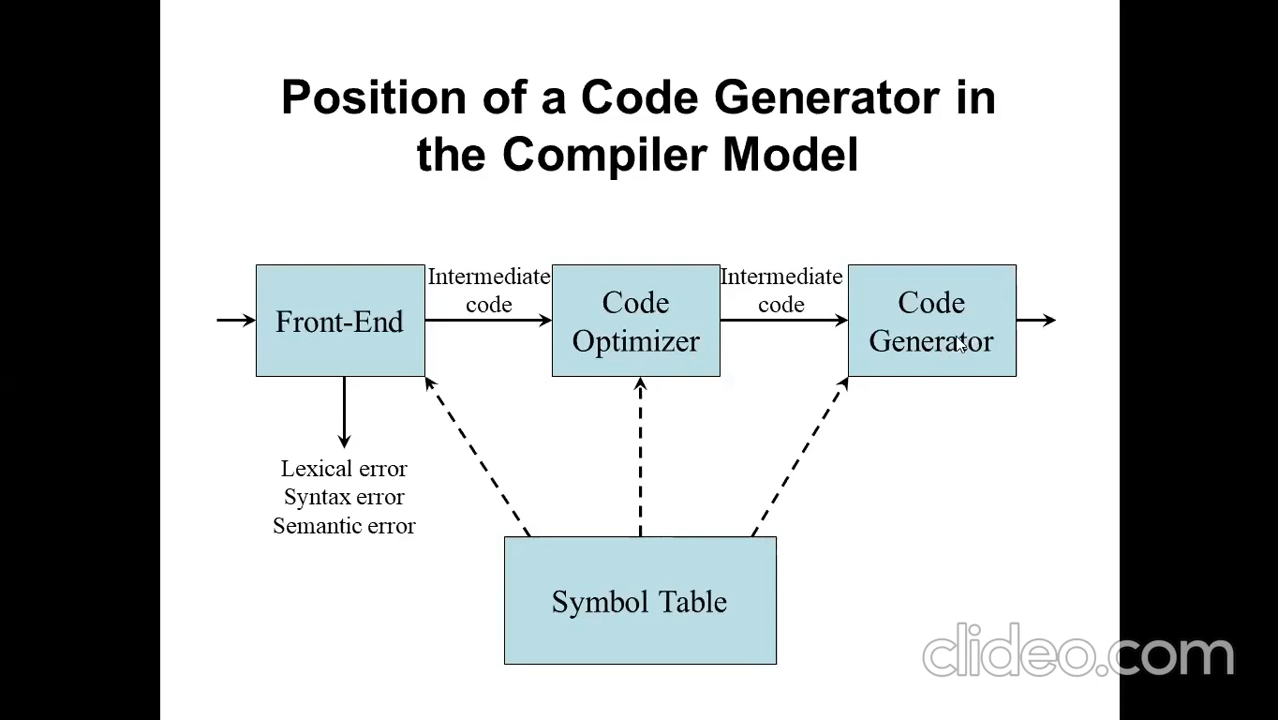 Position of a Code Generator in
the Compiler Model
Front-End
Intermediate
code
Code
Optimizer
Intermediate
code
Code
Generator
Lexical error
Syntax error
Semantic error
Symbol Table
clideo.com